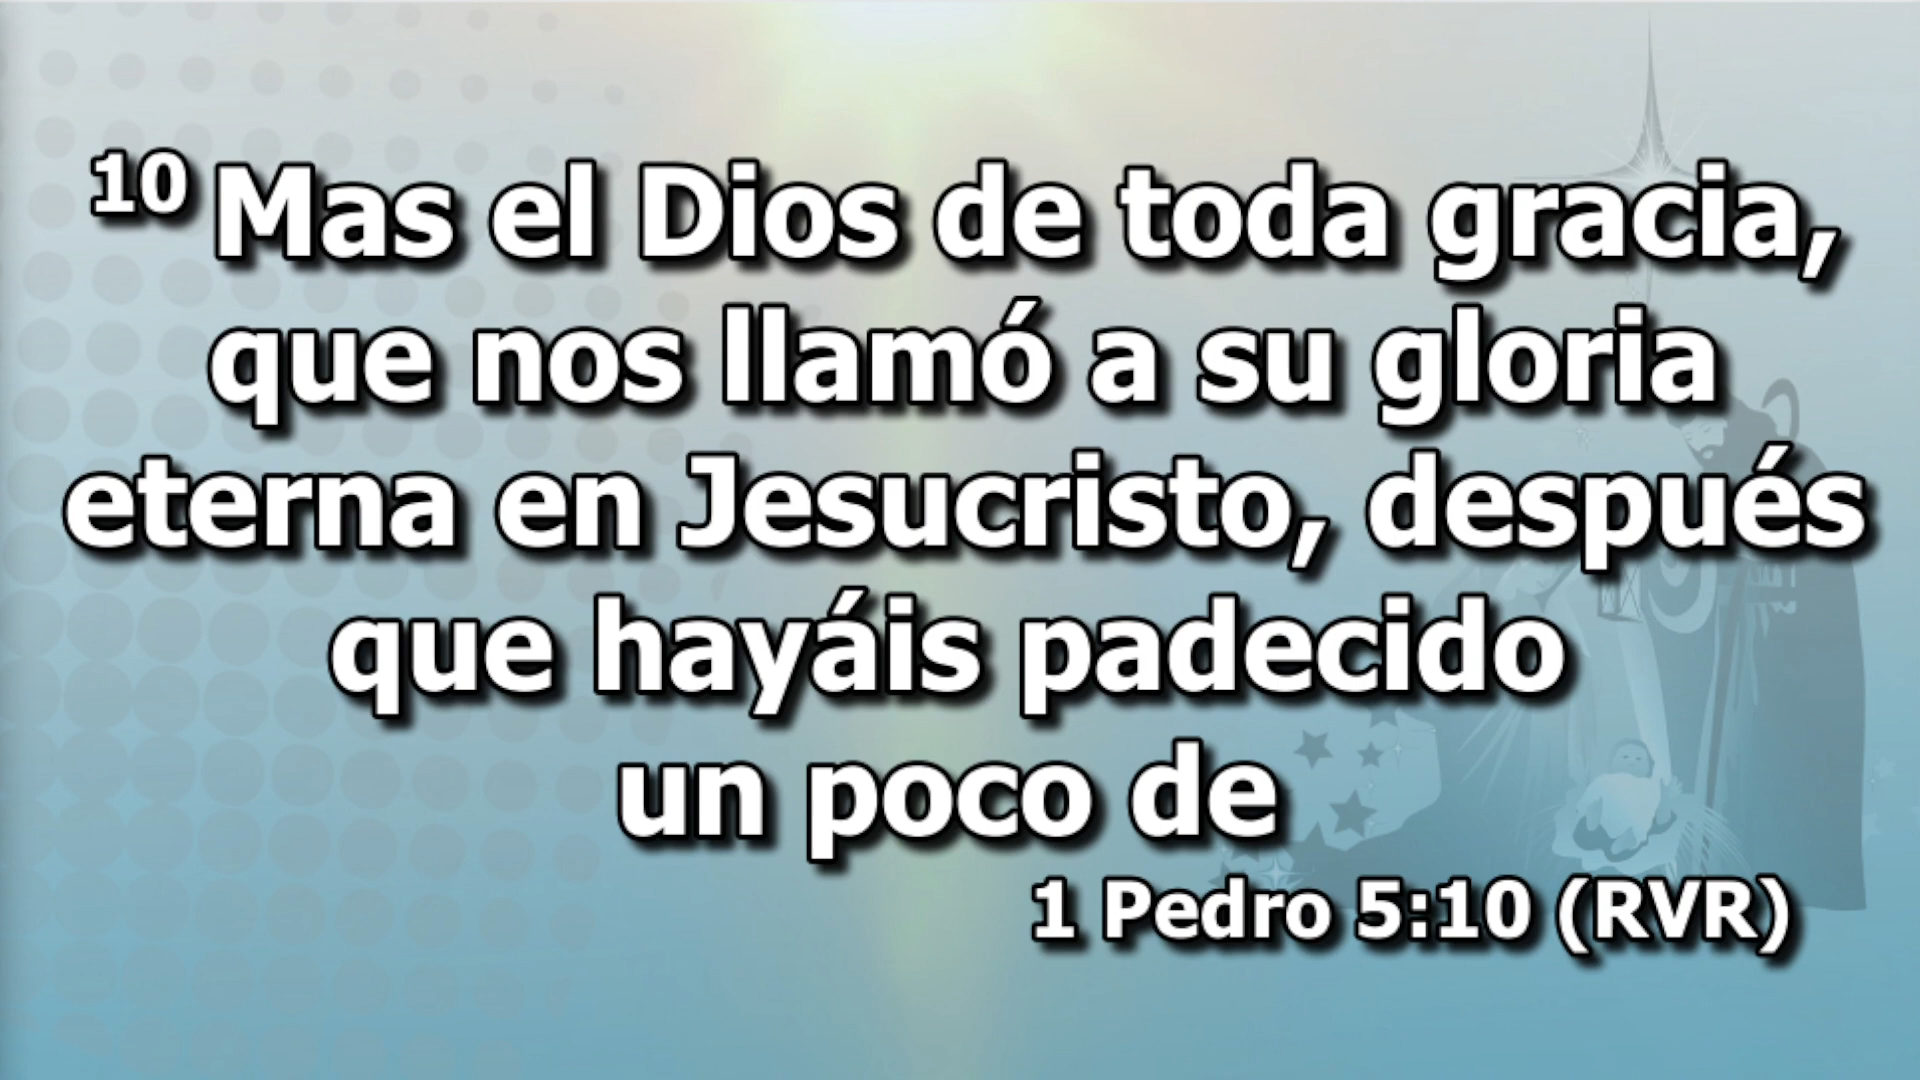 10 Mas el Dios de toda gracia,
que nos llamó a su gloria
eterna en Jesucristo, después
que hayáis padecido
un poco de
1 Pedro 5:10 (RVR)